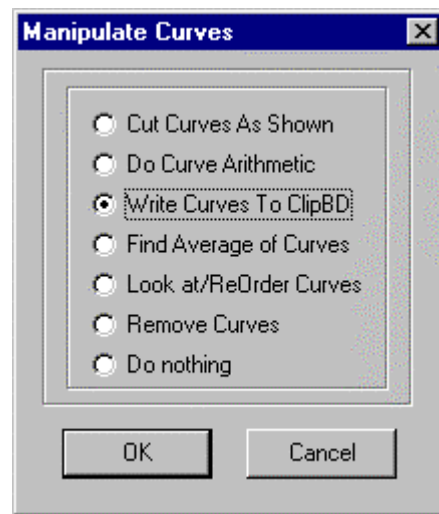 Manipulate Curves
Cut Curves As Shown
Do Curve Arithmetic
Write Curves To ClipBD
Find Average of Curves
Look at/ReOrder Curves
Remove Curves
Do nothing
OK Cancel